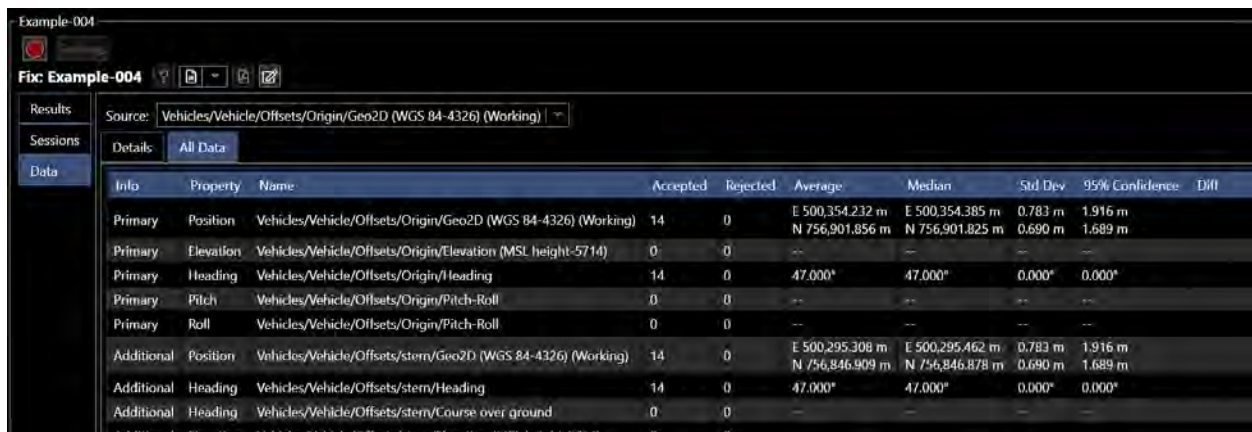 Example-004
Fix: Example-004
Results
Sessions
Data
Source: Vehicles/Vehicle/Offsets/Origin/Geo2D (WGS 84-4326) (Working)
Details All Data
Info Property Name Accepted Rejected Average Median Std Dev 95% Confidence Diff
Primary Position Vehicles/Vehicle/Offsets/Origin/Geo2D (WGS 84-4326) (Working) 14 0 E 500,354.232 m E 500,354.385 m 0.783 m 1.916 m
N 756,901.856 m N 756,901.825 m 0.690 m 1.689 m
Primary Elevation Vehicles/Vehicle/Offsets/Origin/Elevation (MSL height-5714) 0 0 -- -- -- --
Primary Heading Vehicles/Vehicle/Offsets/Origin/Heading 14 0 47.000° 47.000° 0.000° 0.000°
Primary Pitch Vehicles/Vehicle/Offsets/Origin/Pitch-Roll 0 0 -- -- -- --
Primary Roll Vehicles/Vehicle/Offsets/Origin/Pitch-Roll 0 0 -- -- -- --
Additional Position Vehicles/Vehicle/Offsets/stern/Geo2D (WGS 84-4326) (Working) 14 0 E 500,295.308 m E 500,295.462 m 0.783 m 1.916 m
N 756,846.909 m N 756,846.878 m 0.690 m 1.689 m
Additional Heading Vehicles/Vehicle/Offsets/stern/Heading 14 0 47.000° 47.000° 0.000° 0.000°
Additional Heading Vehicles/Vehicle/Offsets/stern/Course over ground 0 0 -- -- -- --